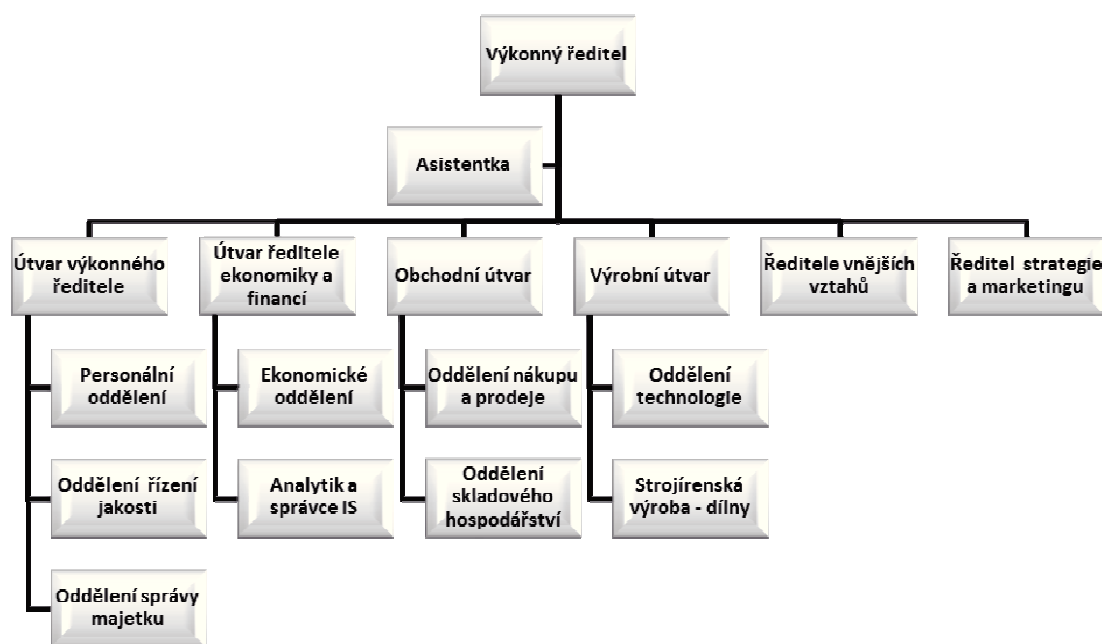 Výkonný ředitel
Asistentka
Útvar výkonného
ředitele
Útvar ředitele
ekonomiky a
financí
Obchodní útvar
Výrobní útvar
Ředitele vnějších
vztahů
Ředitel strategie
a marketingu
Personální
oddělení
Ekonomické
oddělení
Oddělení nákupu
a prodeje
Oddělení
technologie
Oddělení řízení
jakosti
Analytik a
správce IS
Oddělení
skladového
hospodářství
Strojírenská
výroba - dílny
Oddělení správy
majetku